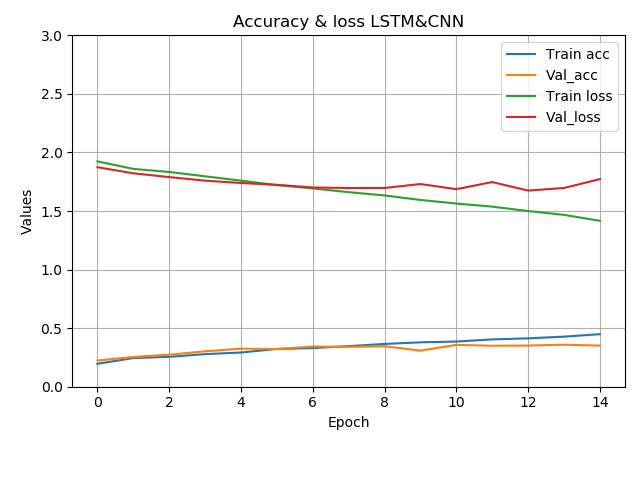 Accuracy & loss LSTM&CNN
3.0
2.5
2.0
1.5
1.0
0.5
0.0
Values
Train acc
Val_acc
Train loss
Val_loss
0 2 4 6 8 10 12 14
Epoch